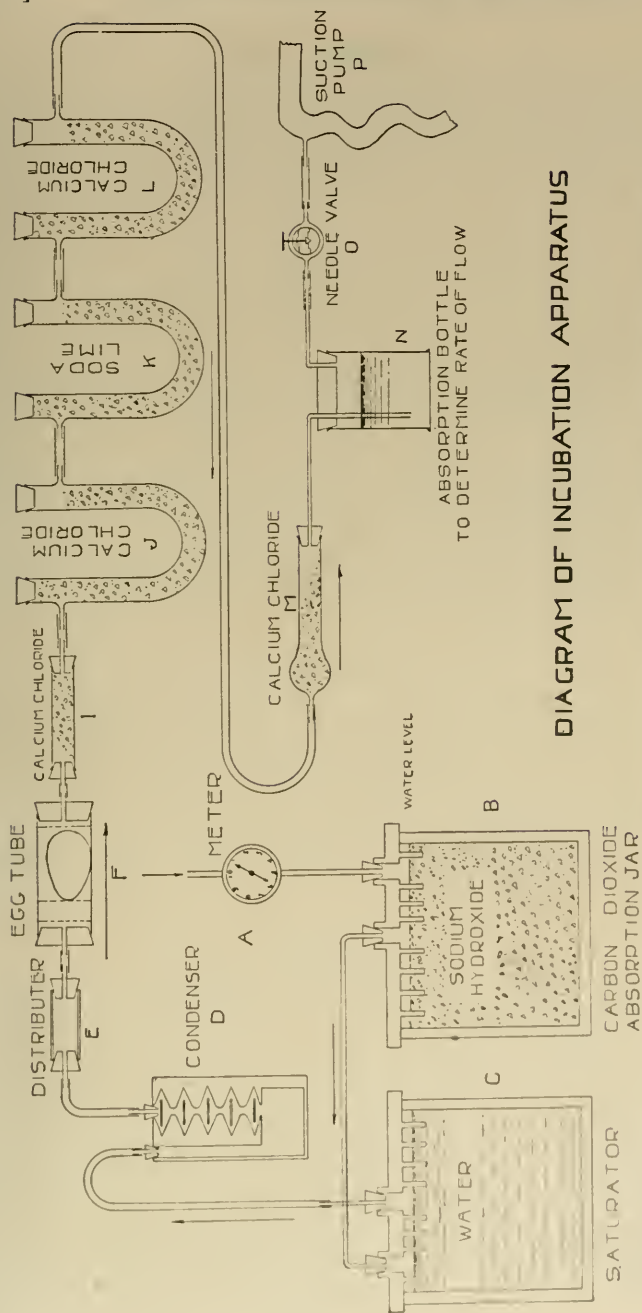 CALCIUM CHLORIDE
L
SODA LIME
K
CALCIUM CHLORIDE
J
CALCIUM CHLORIDE
I
EGG TUBE
F
DISTRIBUTER
E
CONDENSER
D
METER
A
CALCIUM CHLORIDE
M
SUCTION
PUMP
P
NEEDLE VALVE
O
N
ABSORPTION BOTTLE
TO DETERMINE RATE OF FLOW
WATER LEVEL
B
SODIUM
HYDROXIDE
CARBON DIOXIDE
ABSORPTION JAR
C
WATER
SATURATOR
DIAGRAM OF INCUBATION APPARATUS